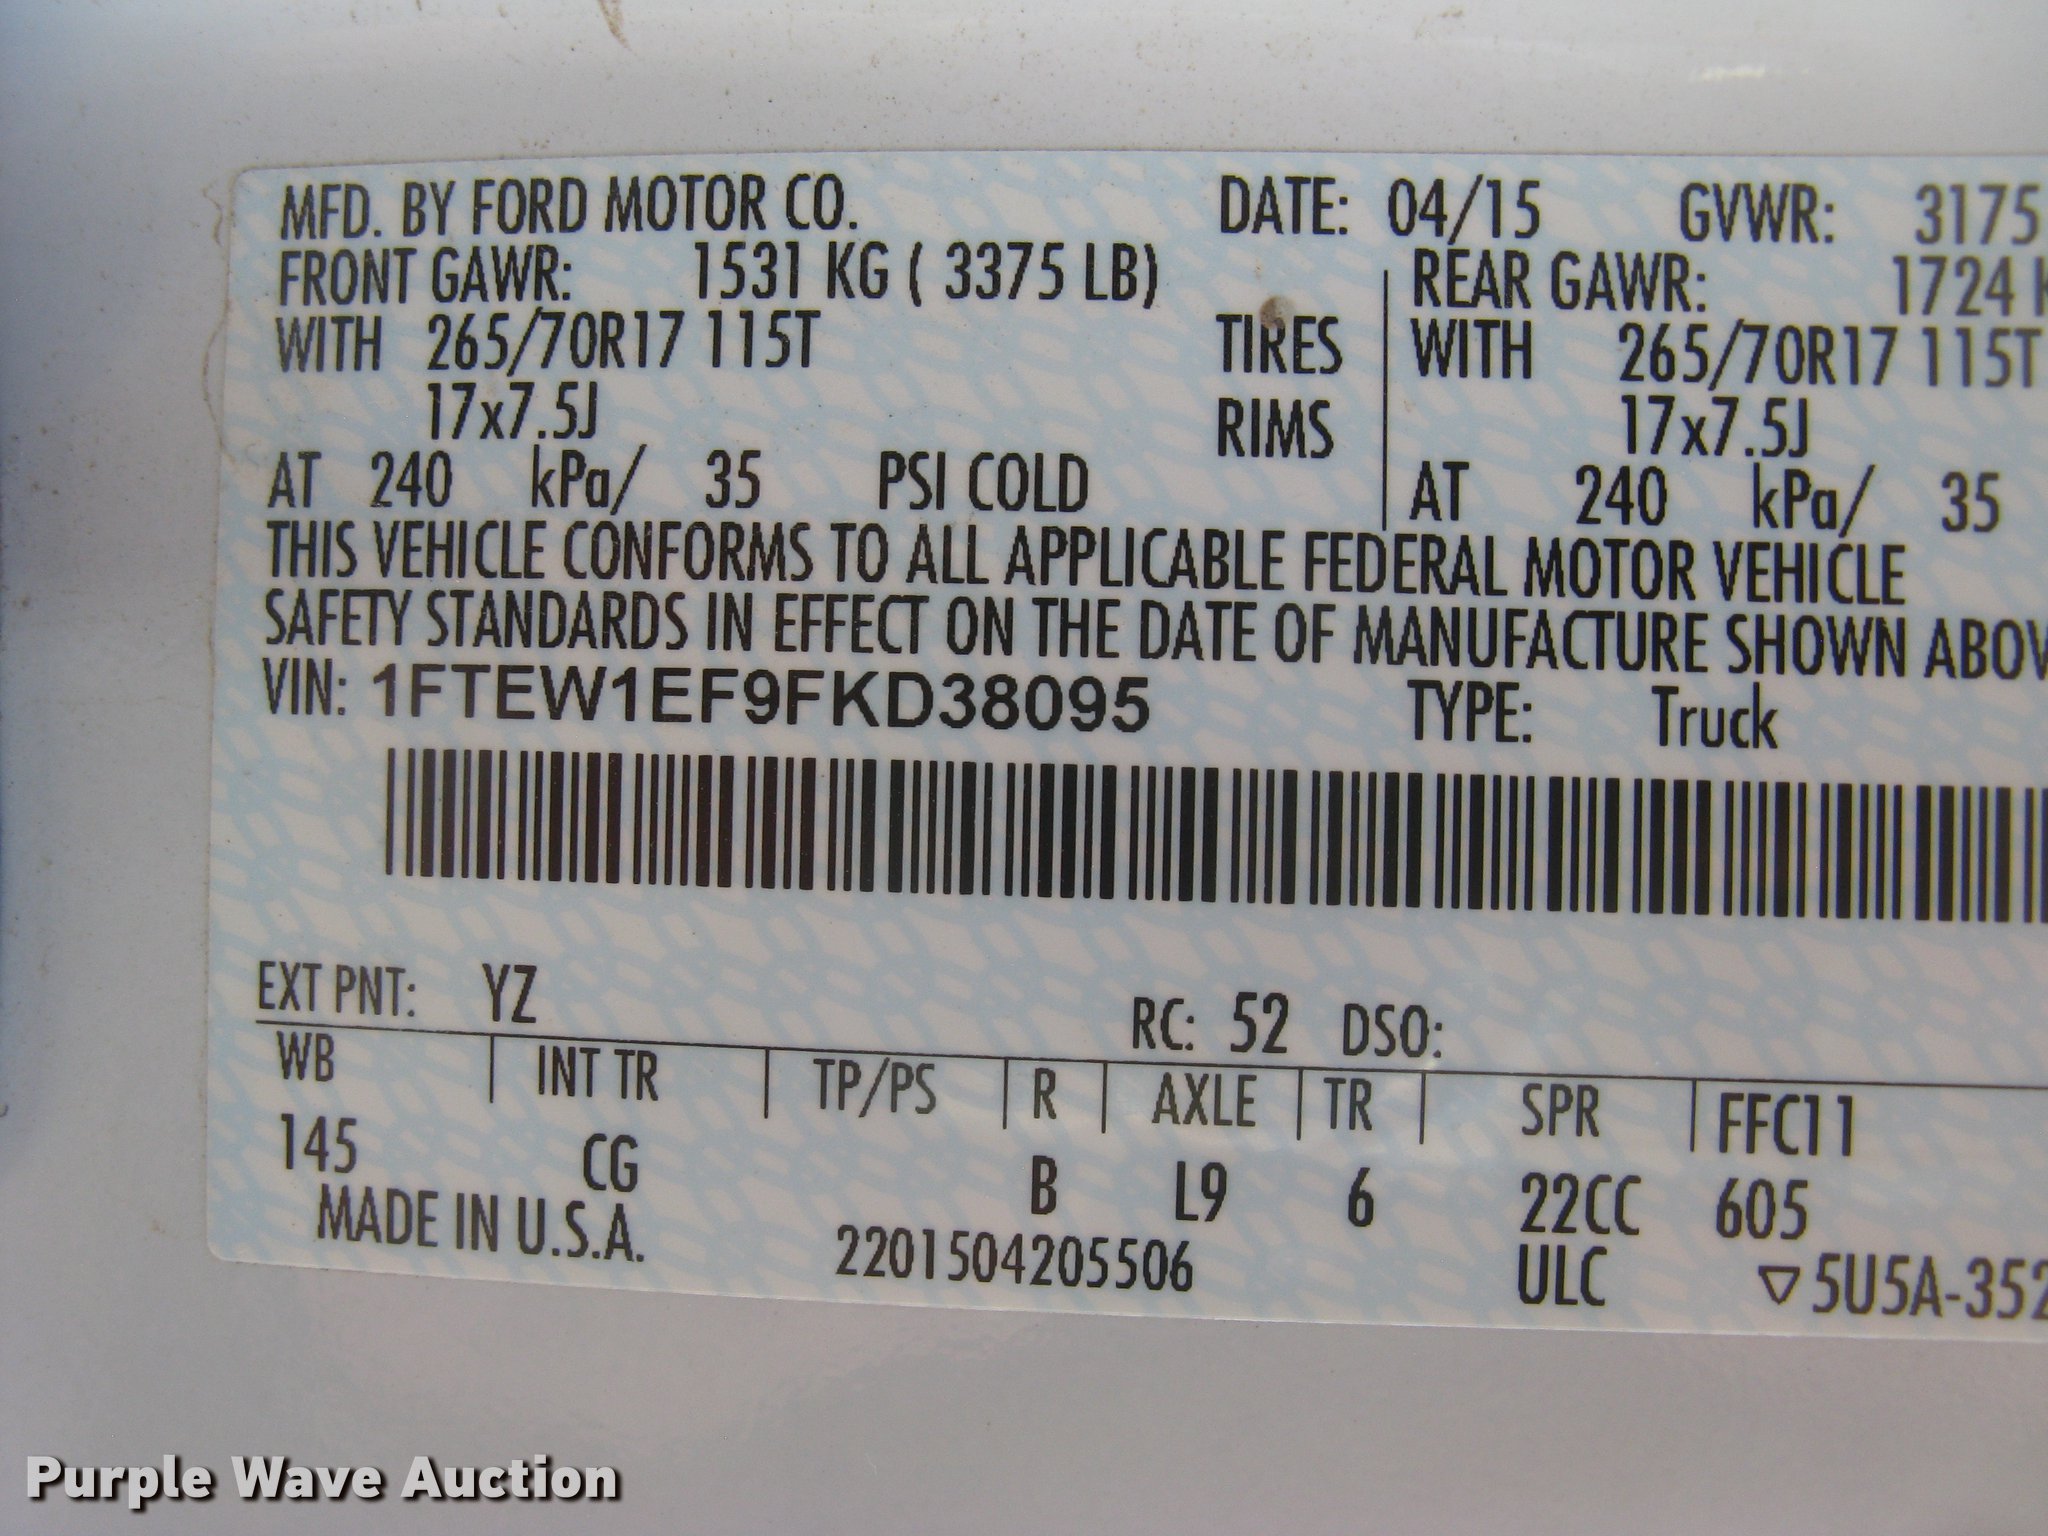 MFD. BY FORD MOTOR CO. DATE: 04/15 GVWR: 3175
FRONT GAWR: 1531 KG ( 3375 LB) REAR GAWR: 1724 K
WITH 265/70R17 115T TIRES WITH 265/70R17 115T
17x7.5J RIMS 17x7.5J
AT 240 kPa/ 35 PSI COLD AT 240 kPa/ 35
THIS VEHICLE CONFORMS TO ALL APPLICABLE FEDERAL MOTOR VEHICLE
SAFETY STANDARDS IN EFFECT ON THE DATE OF MANUFACTURE SHOWN ABOV
VIN: 1FTEW1EF9FKD38095 TYPE: Truck
EXT PNT: YZ RC: 52 DSO:
WB INT TR TP/PS R AXLE TR SPR FFC11
145 CG B L9 6 22CC 605
MADE IN U.S.A. 2201504205506 ULC ▽5U5A-352
Purple Wave Auction